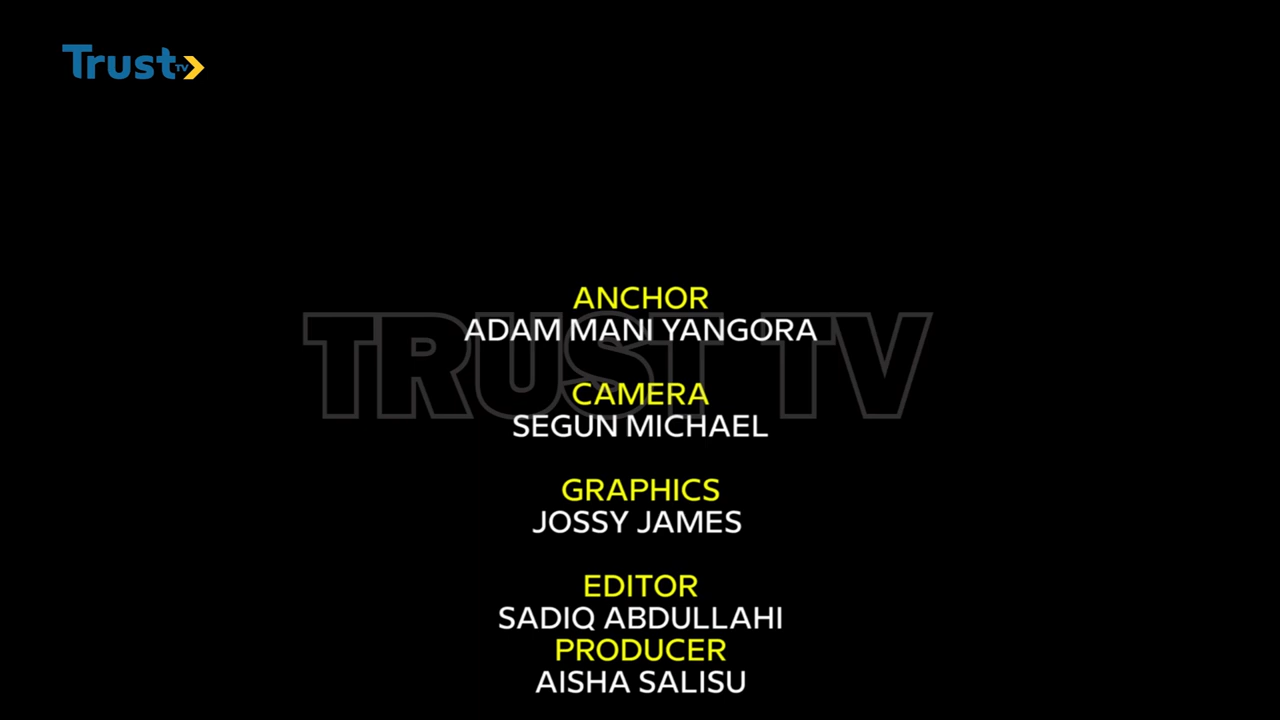 Trust TV
ANCHOR
TRUST TV
ADAM MANI YANGORA
CAMERA
SEGUN MICHAEL
GRAPHICS
JOSSY JAMES
EDITOR
SADIQ ABDULLAHI
PRODUCER
AISHA SALISU